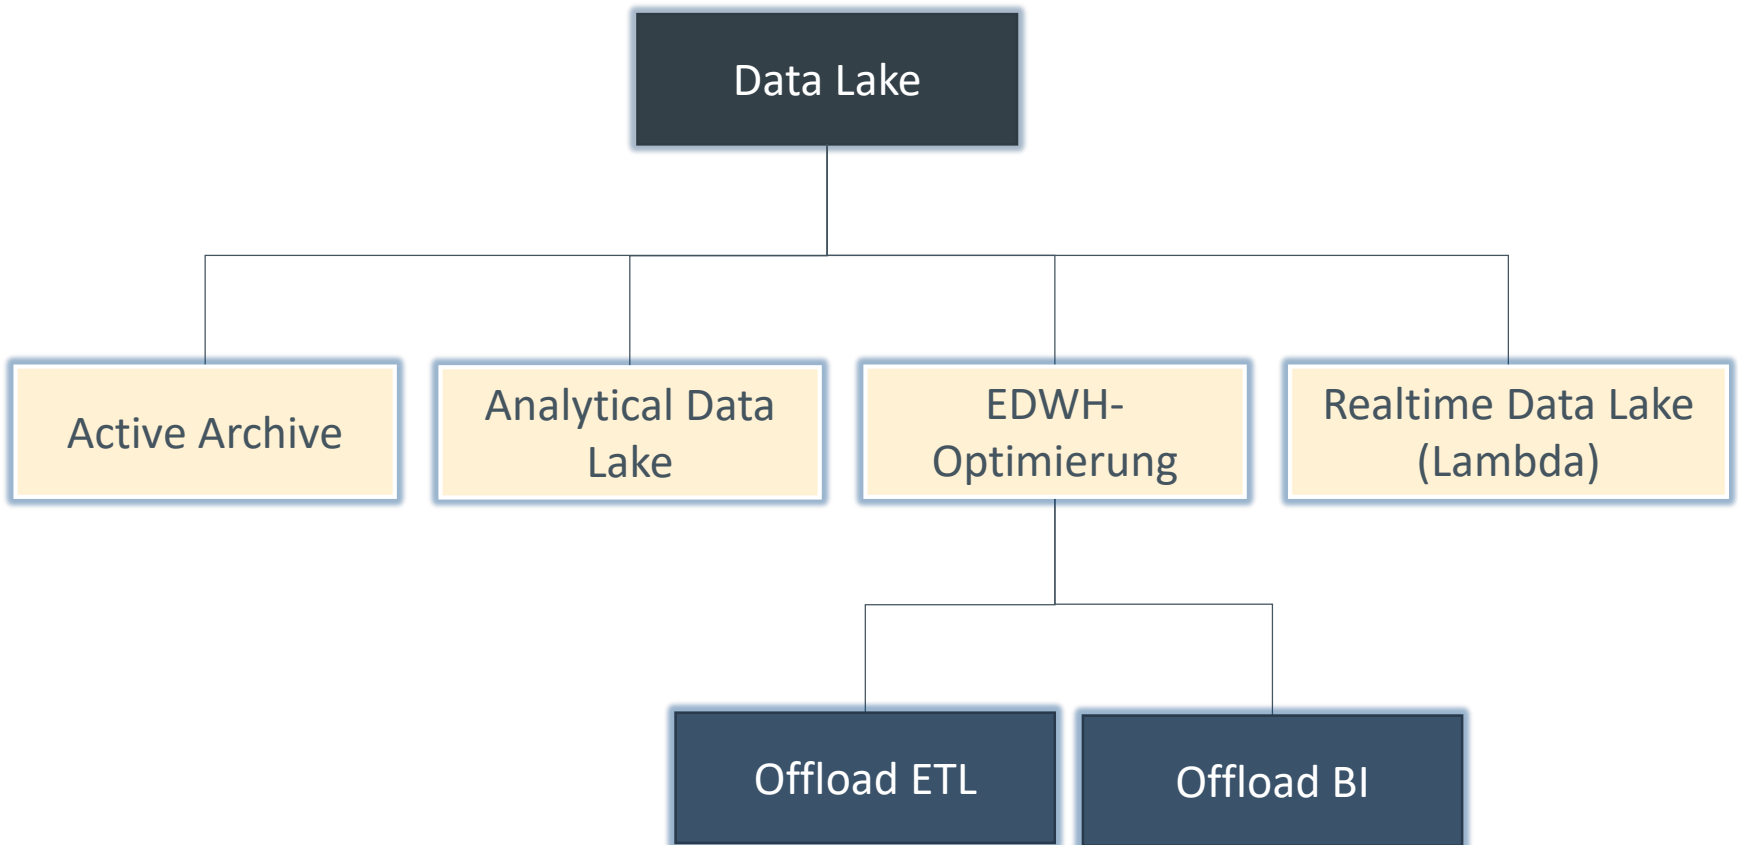 Data Lake
Active Archive
Analytical Data
Lake
EDWH-
Optimierung
Realtime Data Lake
(Lambda)
Offload ETL
Offload BI